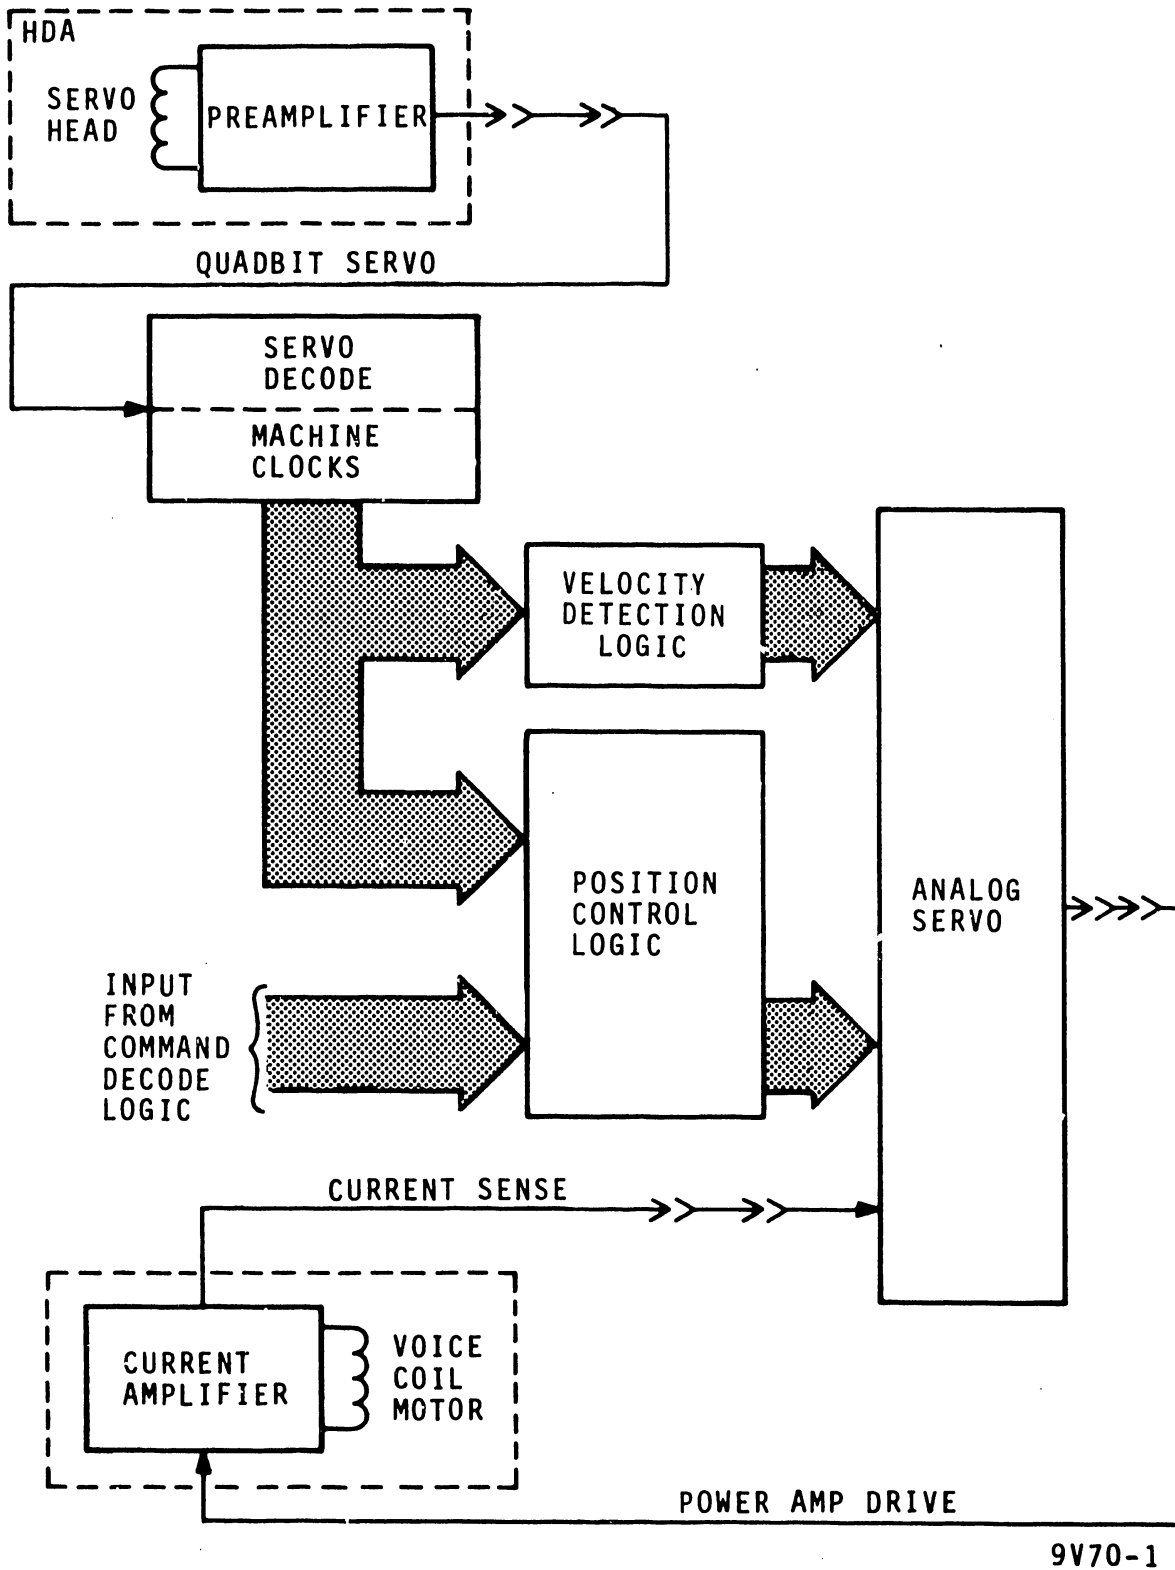 HDA
SERVO
HEAD
PREAMPLIFIER
QUADBIT SERVO
SERVO
DECODE
MACHINE
CLOCKS
VELOCITY
DETECTION
LOGIC
POSITION
CONTROL
LOGIC
ANALOG
SERVO
INPUT
FROM
COMMAND
DECODE
LOGIC
CURRENT SENSE
CURRENT
AMPLIFIER
VOICE
COIL
MOTOR
POWER AMP DRIVE
9V70-1